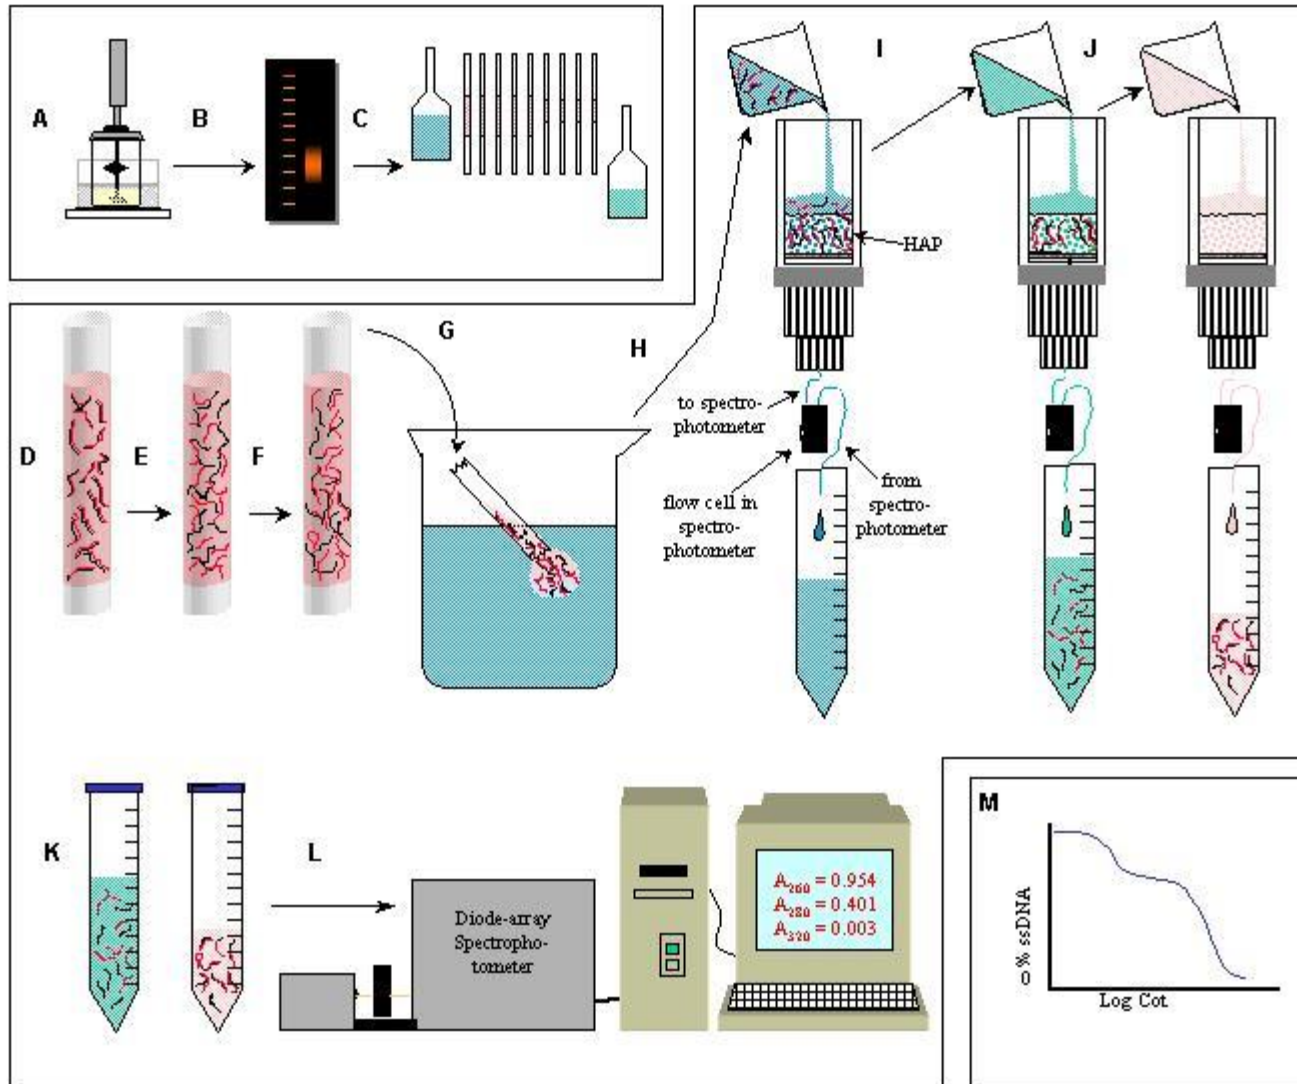 A
B
C
I
J
HAP
D
E
F
G
H
to spectro-
photometer
flow cell in
spectro-
photometer
from
spectro-
photometer
K
L
Diode-array
Spectropho-
tometer
A260 = 0.954
A280 = 0.401
A320 = 0.003
M
0 % ssDNA
Log Cot